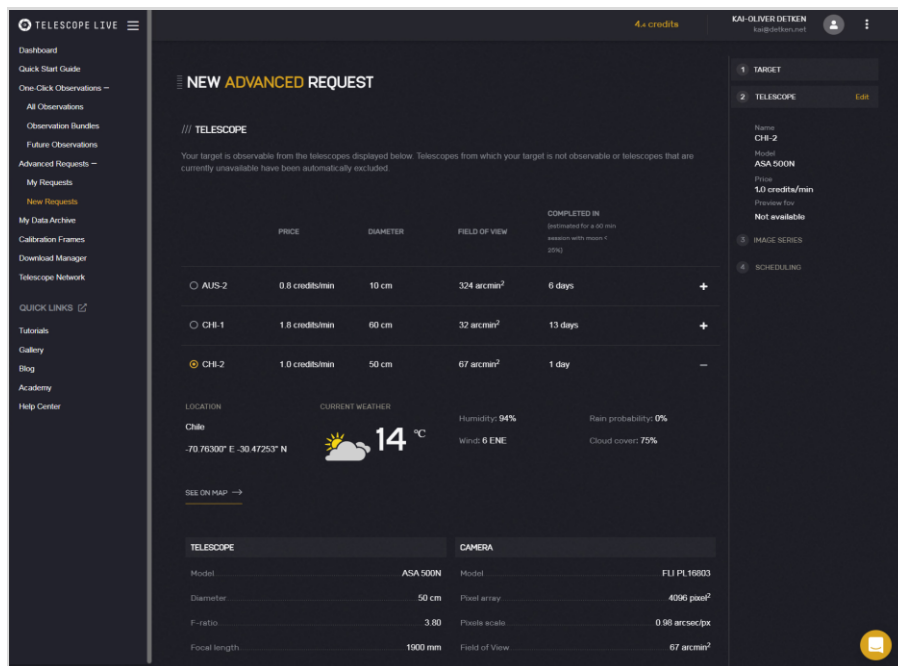 TELESCOPE LIVE
Dashboard
Quick Start Guide
One-Click Observations –
All Observations
Observation Bundles
Future Observations
Advanced Requests –
My Requests
New Requests
My Data Archive
Calibration Frames
Download Manager
Telescope Network
QUICK LINKS
Tutorials
Gallery
Blog
Academy
Help Center
4.4 credits
KAI-OLIVER DETKEN
kai@detken.net
NEW ADVANCED REQUEST
/// TELESCOPE
Your target is observable from the telescopes displayed below. Telescopes from which your target is not observable or telescopes that are
currently unavailable have been automatically excluded.
PRICE DIAMETER FIELD OF VIEW COMPLETED IN
(estimated for a 60 min
session with moon <
25%)
AUS-2 0.8 credits/min 10 cm 324 arcmin² 6 days +
CHI-1 1.8 credits/min 60 cm 32 arcmin² 13 days +
CHI-2 1.0 credits/min 50 cm 67 arcmin² 1 day –
LOCATION
Chile
-70.76300° E -30.47253° N
CURRENT WEATHER
14 °C
Humidity: 94% Rain probability: 0%
Wind: 6 ENE Cloud cover: 75%
SEE ON MAP →
TELESCOPE
Model ASA 500N
Diameter 50 cm
F-ratio 3.80
Focal length 1900 mm
CAMERA
Model FLI PL16803
Pixel array 4096 pixel²
Pixels scale 0.98 arcsec/px
Field of View 67 arcmin²
1 TARGET
2 TELESCOPE Edit
Name
CHI-2
Model
ASA 500N
Price
1.0 credits/min
Preview fov
Not available
3 IMAGE SERIES
4 SCHEDULING